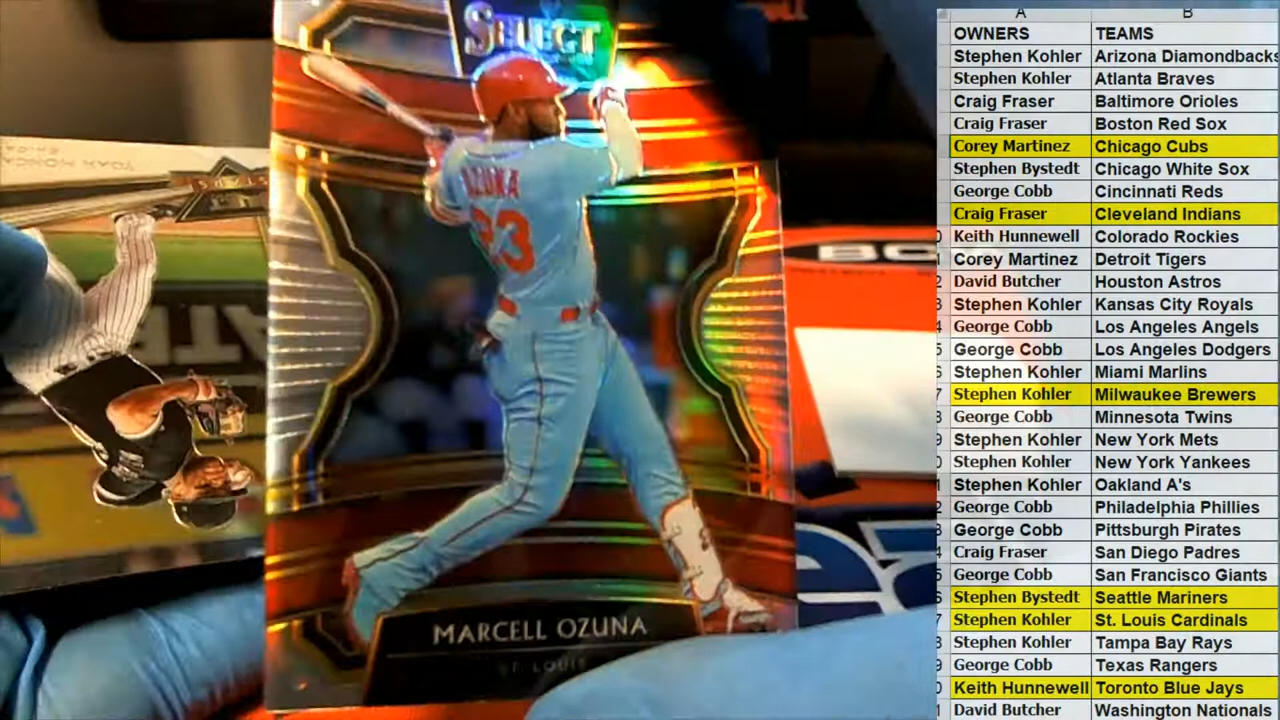 SELECT
OZUNA
23
MARCELL OZUNA
ST. LOUIS
YOAN MONCADA
BO
A B
OWNERS TEAMS
Stephen Kohler Arizona Diamondbacks
Stephen Kohler Atlanta Braves
Craig Fraser Baltimore Orioles
Craig Fraser Boston Red Sox
Corey Martinez Chicago Cubs
Stephen Bystedt Chicago White Sox
George Cobb Cincinnati Reds
Craig Fraser Cleveland Indians
Keith Hunnewell Colorado Rockies
Corey Martinez Detroit Tigers
David Butcher Houston Astros
Stephen Kohler Kansas City Royals
George Cobb Los Angeles Angels
George Cobb Los Angeles Dodgers
Stephen Kohler Miami Marlins
Stephen Kohler Milwaukee Brewers
George Cobb Minnesota Twins
Stephen Kohler New York Mets
Stephen Kohler New York Yankees
Stephen Kohler Oakland A's
George Cobb Philadelphia Phillies
George Cobb Pittsburgh Pirates
Craig Fraser San Diego Padres
George Cobb San Francisco Giants
Stephen Bystedt Seattle Mariners
Stephen Kohler St. Louis Cardinals
Stephen Kohler Tampa Bay Rays
George Cobb Texas Rangers
Keith Hunnewell Toronto Blue Jays
David Butcher Washington Nationals